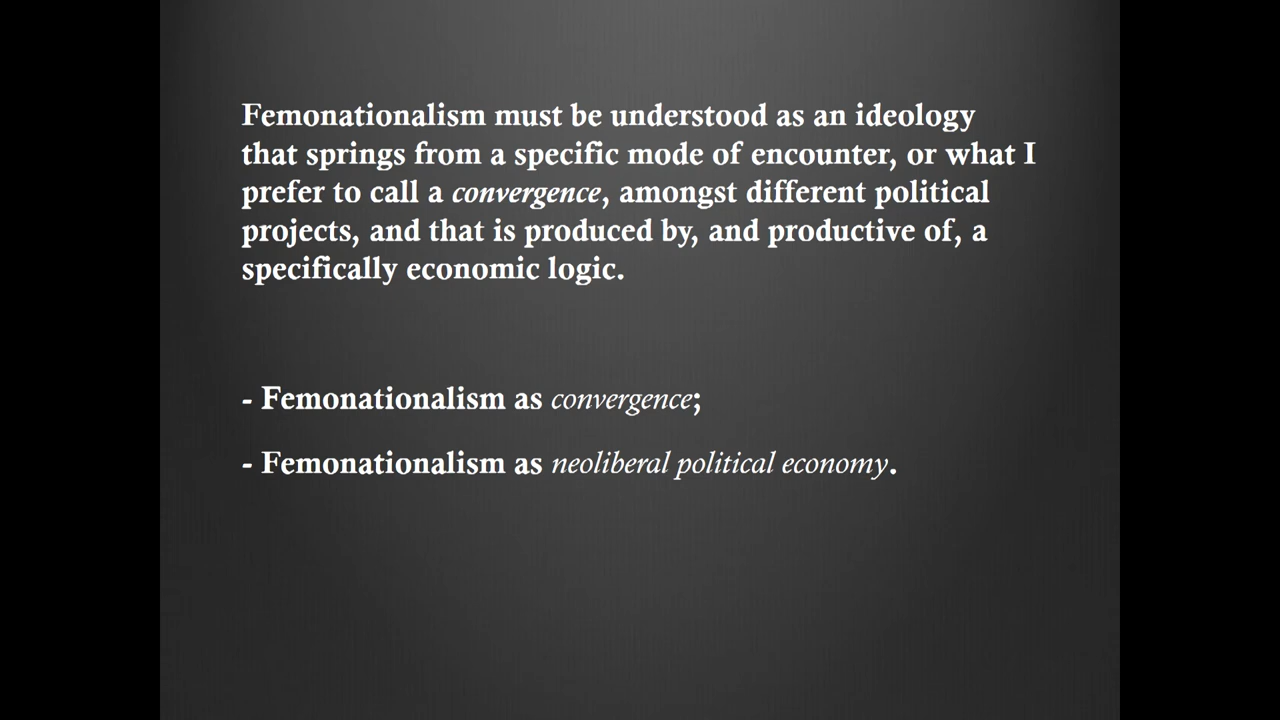 Femonationalism must be understood as an ideology
that springs from a specific mode of encounter, or what I
prefer to call a convergence, amongst different political
projects, and that is produced by, and productive of, a
specifically economic logic.
- Femonationalism as convergence;
- Femonationalism as neoliberal political economy.